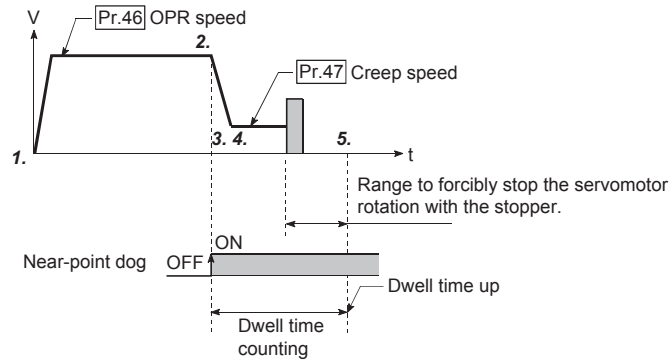 V
Pr.46 OPR speed
2.
Pr.47 Creep speed
3. 4.
5.
1.
t
Range to forcibly stop the servomotor
rotation with the stopper.
ON
Near-point dog
OFF
Dwell time up
Dwell time
counting